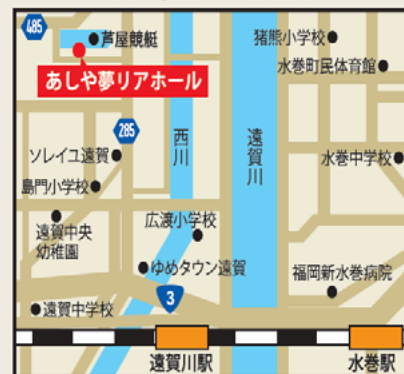 485
芦屋競艇
猪熊小学校
水巻町民体育館
あしや夢リアホール
285
西川
遠賀川
ソレイユ遠賀
水巻中学校
島門小学校
遠賀中央
幼稚園
広渡小学校
ゆめタウン遠賀
福岡新水巻病院
3
遠賀中学校
遠賀川駅
水巻駅